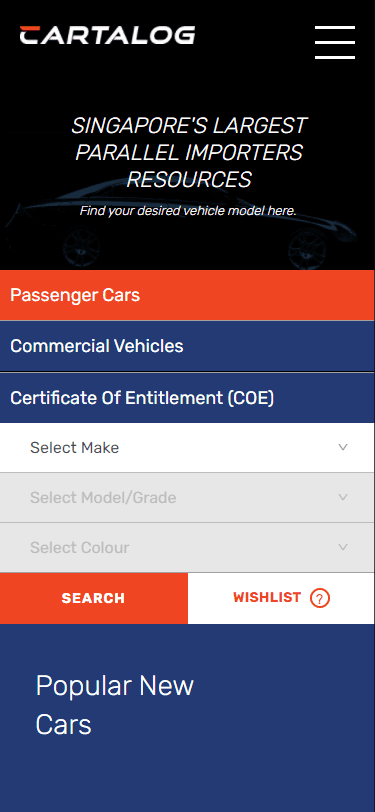 CARTALOG
SINGAPORE'S LARGEST
PARALLEL IMPORTERS
RESOURCES
Find your desired vehicle model here.
Passenger Cars
Commercial Vehicles
Certificate Of Entitlement (COE)
Select Make
Select Model/Grade
Select Colour
SEARCH
WISHLIST ?
Popular New
Cars